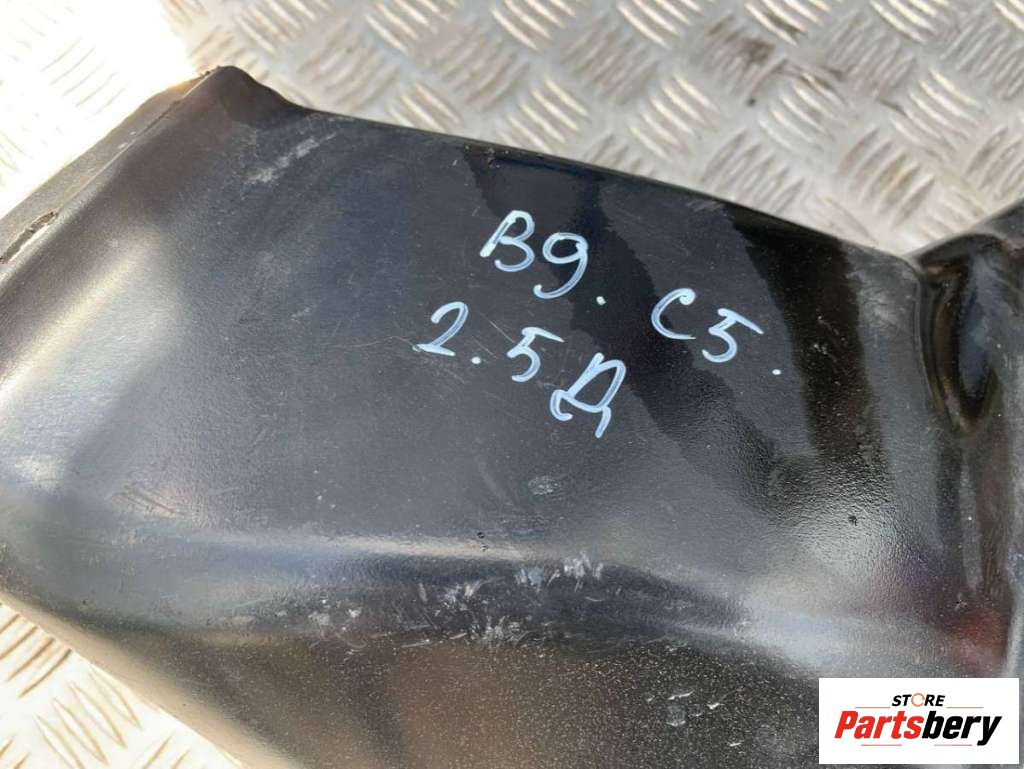 B9. C5.
2.5Д
STORE
Partsbery